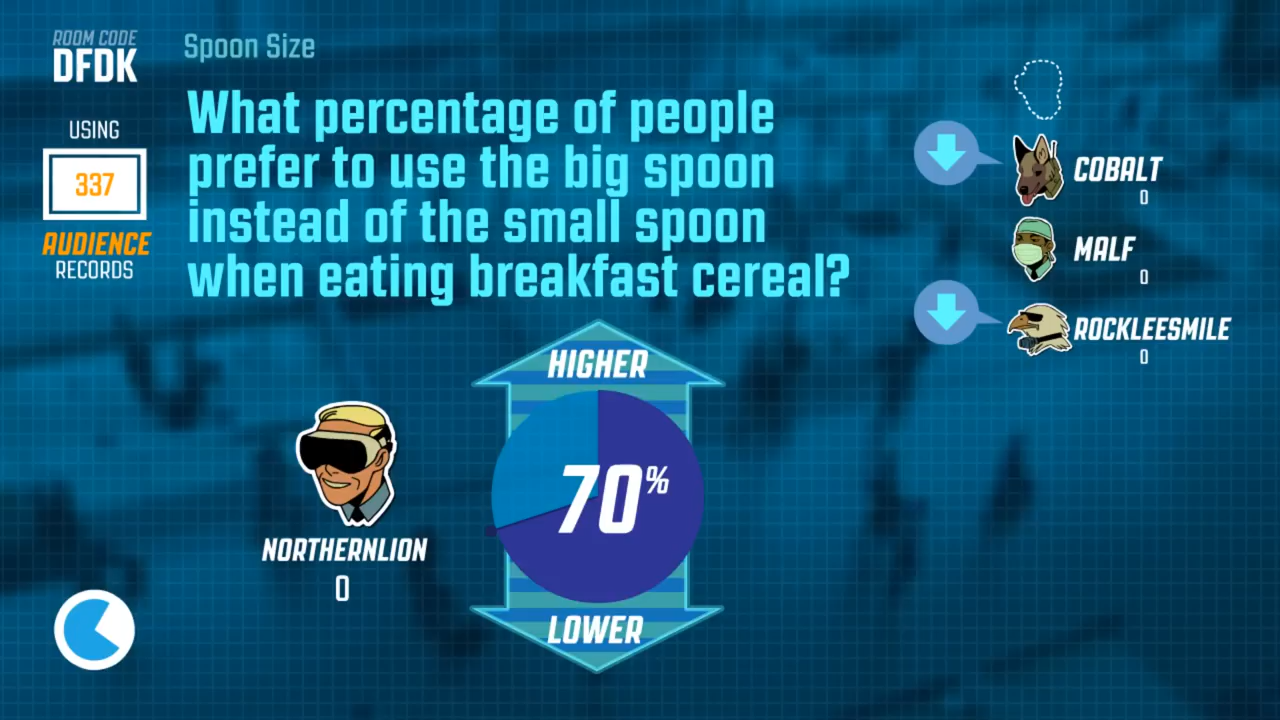 ROOM CODE
DFDK
Spoon Size
What percentage of people
prefer to use the big spoon
instead of the small spoon
when eating breakfast cereal?
USING
337
AUDIENCE
RECORDS
COBALT
0
MALF
0
ROCKLEESMILE
0
HIGHER
70%
LOWER
NORTHERNLION
0